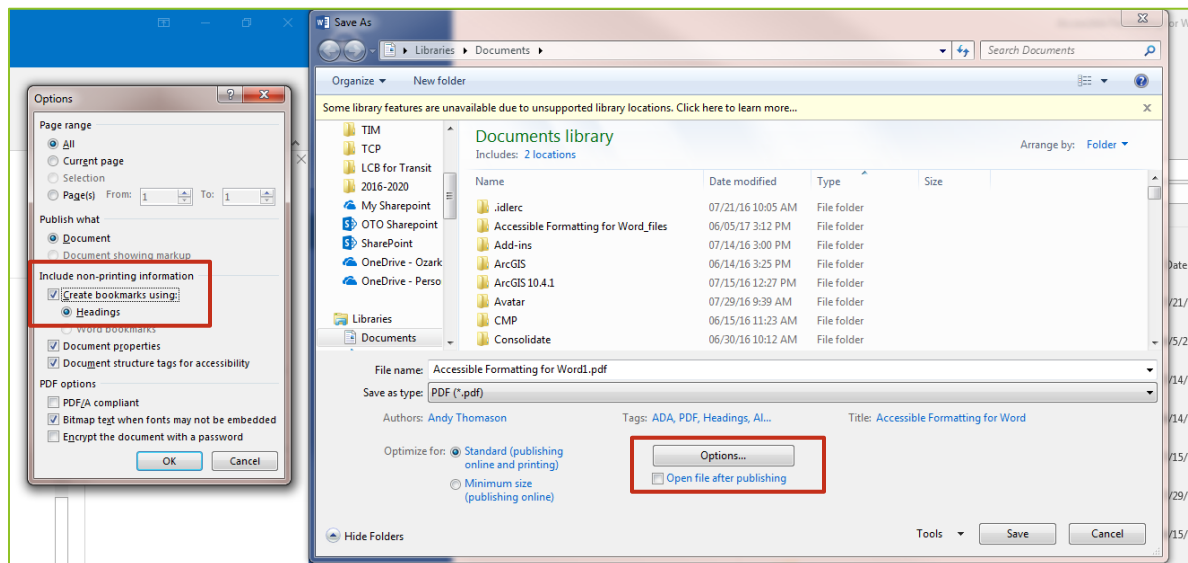 Options
Page range
All
Current page
Selection
Page(s) From: 1 To: 1
Publish what
Document
Document showing markup
Include non-printing information
Create bookmarks using:
Headings
Word bookmarks
Document properties
Document structure tags for accessibility
PDF options
PDF/A compliant
Bitmap text when fonts may not be embedded
Encrypt the document with a password
OK Cancel
Save As
Libraries Documents
Search Documents
Organize New folder
Some library features are unavailable due to unsupported library locations. Click here to learn more...
TIM
TCP
LCB for Transit
2016-2020
My Sharepoint
OTO Sharepoint
SharePoint
OneDrive - Ozark
OneDrive - Perso
Libraries
Documents
Documents library
Includes: 2 locations
Arrange by: Folder
Name Date modified Type Size
.idlerc 07/21/16 10:05 AM File folder
Accessible Formatting for Word_files 06/05/17 3:12 PM File folder
Add-ins 07/14/16 3:00 PM File folder
ArcGIS 06/14/16 3:25 PM File folder
ArcGIS 10.4.1 07/15/16 12:27 PM File folder
Avatar 07/29/16 9:39 AM File folder
CMP 06/15/16 11:23 AM File folder
Consolidate 06/30/16 10:12 AM File folder
File name: Accessible Formatting for Word1.pdf
Save as type: PDF (*.pdf)
Authors: Andy Thomason Tags: ADA, PDF, Headings, Al... Title: Accessible Formatting for Word
Optimize for: Standard (publishing
online and printing)
Minimum size
(publishing online)
Options...
Open file after publishing
Hide Folders
Tools Save Cancel